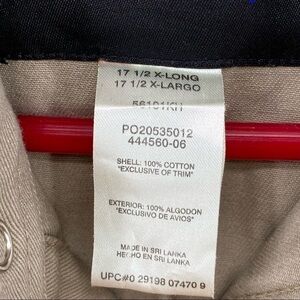 17 1/2 X-LONG
17 1/2 X-LARGO
56101KH
PO20535012
444560-06
SHELL: 100% COTTON
"EXCLUSIVE OF TRIM"
EXTERIOR: 100% ALGODON
"EXCLUSIVO DE AVIOS"
MADE IN SRI LANKA
HECHO EN SRI LANKA
UPC#0 29198 07470 9